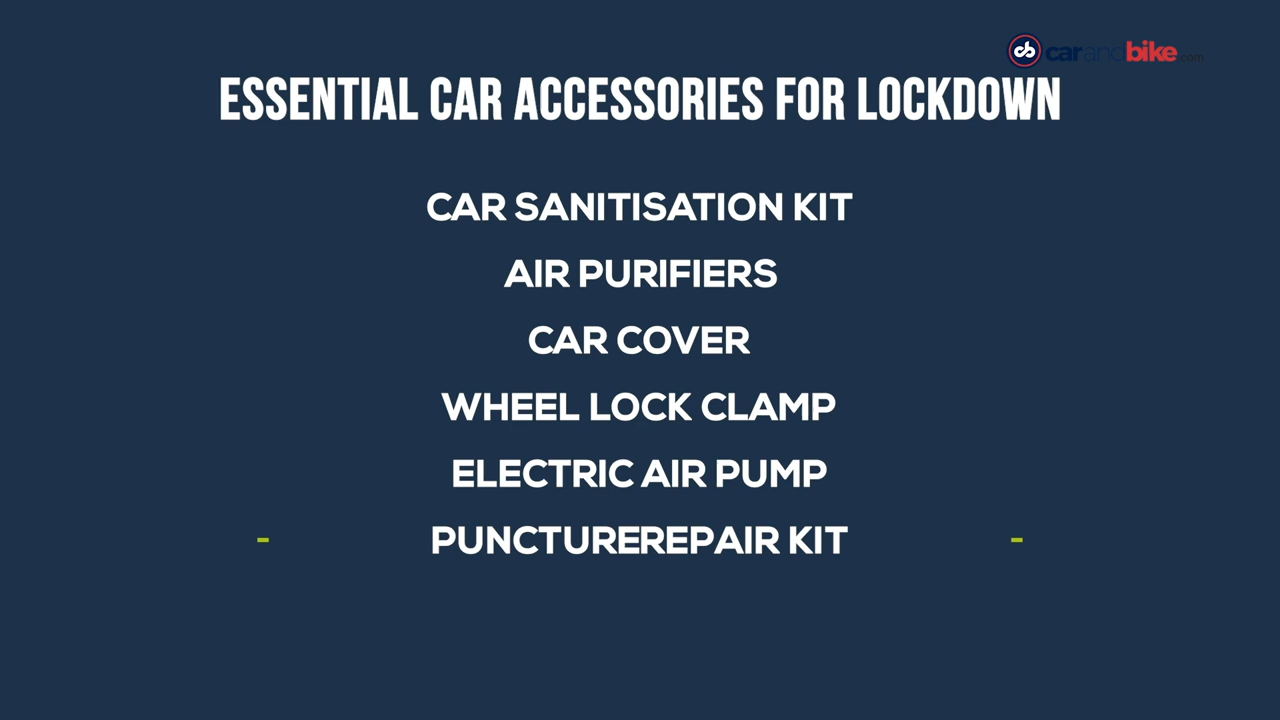 cb carandbike.com
ESSENTIAL CAR ACCESSORIES FOR LOCKDOWN
CAR SANITISATION KIT
AIR PURIFIERS
CAR COVER
WHEEL LOCK CLAMP
ELECTRIC AIR PUMP
- PUNCTUREREPAIR KIT -